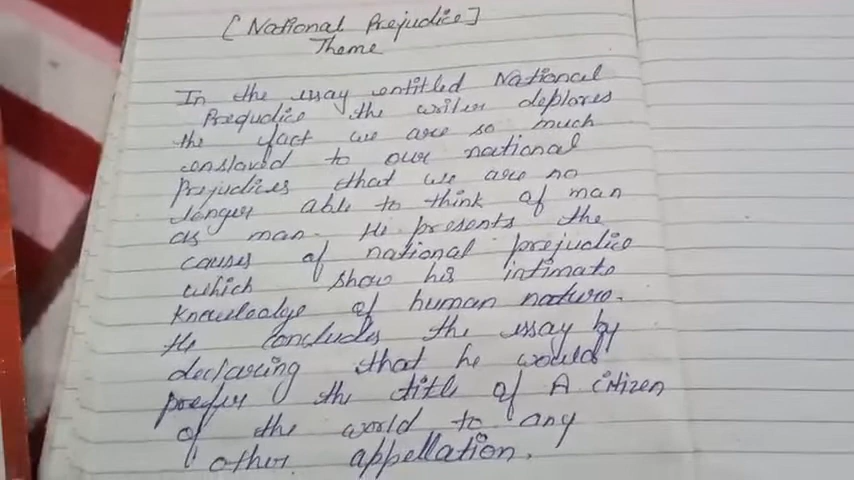 [National Prejudice]
Theme
In the essay entitled National
Prequdice the writer deplores
the fact we are so much
enslaved to our national
Prejudices that we are no
longer able to think of man
as man. He presents the
causes of national prejudice
which show his intimate
knowledge of human nature.
He Concludes the essay by
declaring that he would
prefer the title of A citizen
of the world to any
other appellation.